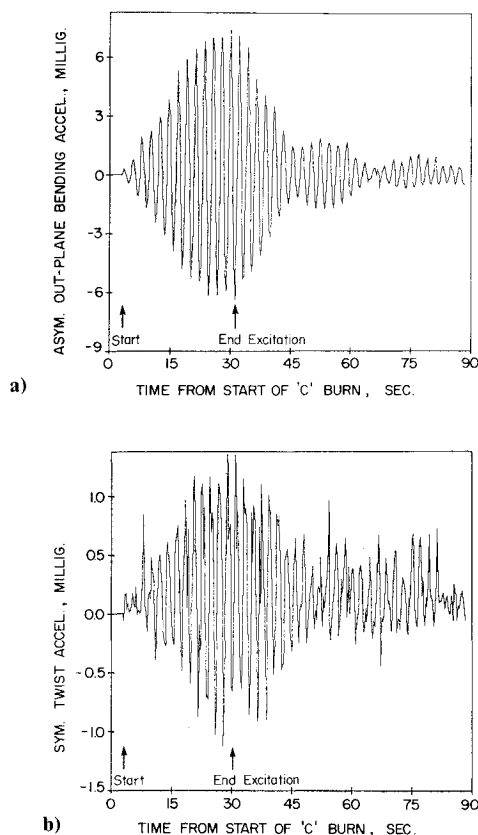 ASYM. OUT-PLANE BENDING ACCEL., MILLIG.
6
3
0
-3
-6
-9
Start
End Excitation
0 15 30 45 60 75 90
a)
TIME FROM START OF 'C' BURN, SEC.
SYM. TWIST ACCEL., MILLIG.
1.0
0.5
0.0
-0.5
-1.0
-1.5
Start
End Excitation
0 15 30 45 60 75 90
b)
TIME FROM START OF 'C' BURN, SEC.